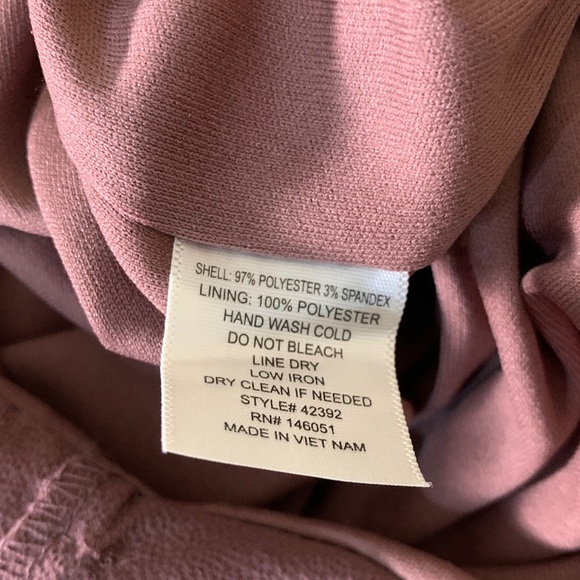 SHELL: 97% POLYESTER 3% SPANDEX
LINING: 100% POLYESTER
HAND WASH COLD
DO NOT BLEACH
LINE DRY
LOW IRON
DRY CLEAN IF NEEDED
STYLE# 42392
RN# 146051
MADE IN VIET NAM